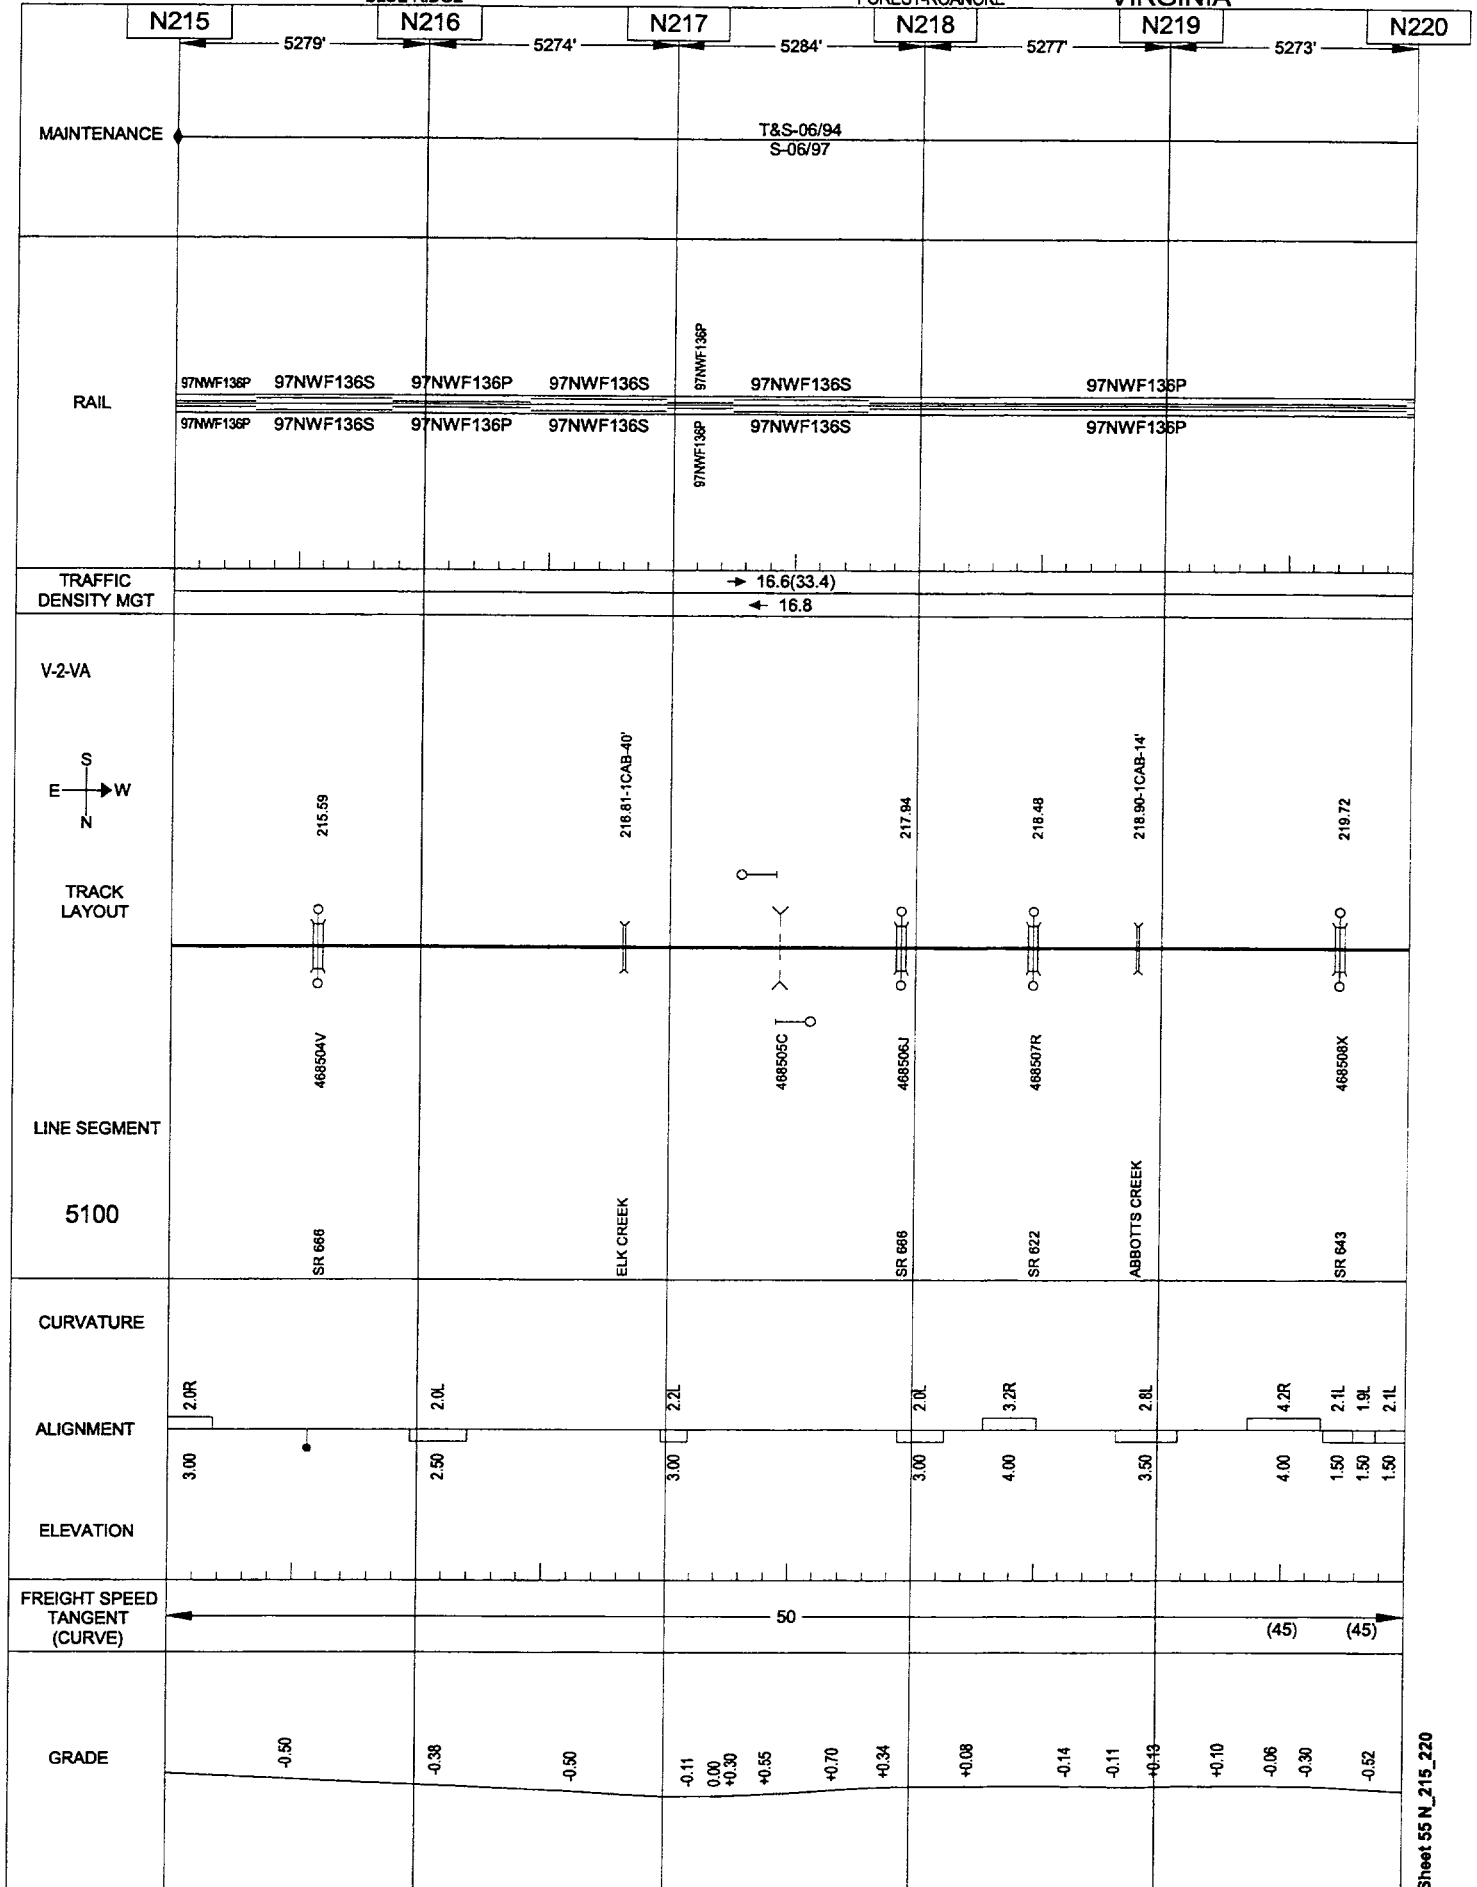 BLUE RIDGE FOREST-ROANOKE VIRGINIA
N215 N216 N217 N218 N219 N220
5279' 5274' 5284' 5277' 5273'
MAINTENANCE
T&S-06/94
S-06/97
RAIL
97NWF136P 97NWF136S 97NWF136P 97NWF136S 97NWF136P 97NWF136S 97NWF136P
97NWF136P 97NWF136S 97NWF136P 97NWF136S 97NWF136P 97NWF136S 97NWF136P
TRAFFIC
DENSITY MGT
16.6(33.4)
16.8
V-2-VA
S
E W
N
215.59 216.81-1CAB-40' 217.94 218.48 218.90-1CAB-14' 219.72
TRACK
LAYOUT
468504V 468505C 468506J 468507R 468508X
LINE SEGMENT
5100
SR 666 ELK CREEK SR 666 SR 622 ABBOTTS CREEK SR 643
CURVATURE
2.0R 2.0L 2.2L 2.0L 3.2R 2.8L 4.2R 2.1L 1.9L 2.1L
ALIGNMENT
3.00 2.50 3.00 3.00 4.00 3.50 4.00 1.50 1.50 1.50
ELEVATION
FREIGHT SPEED
TANGENT
(CURVE)
50
(45) (45)
GRADE
-0.50 -0.38 -0.50 -0.11 0.00 +0.30 +0.55 +0.70 +0.34 +0.08 -0.14 -0.11 +0.13 +0.10 -0.06 -0.30 -0.52
Sheet 55 N_215_220